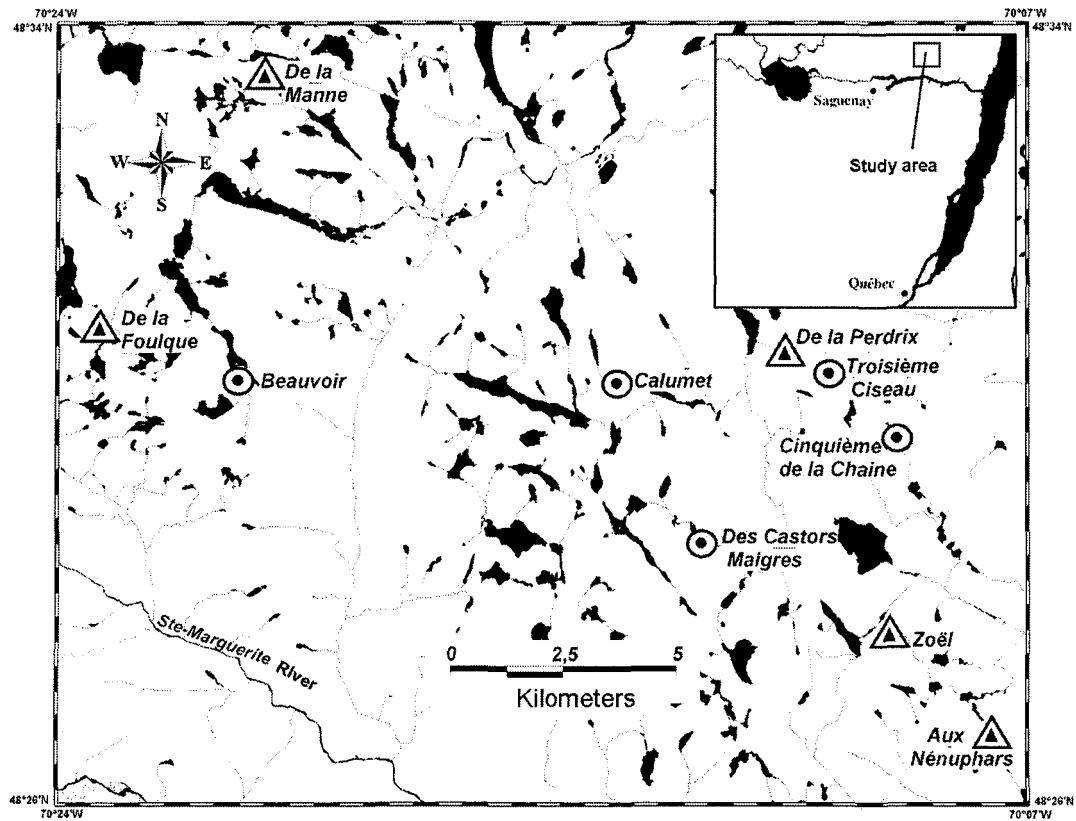 70°24'W
70°07'W
48°34'N
48°34'N
De la
Manne
N
W
E
S
Saguenay
Study area
Québec
De la
Foulque
Beauvoir
Calumet
De la Perdrix
Troisième
Ciseau
Cinquième
de la Chaine
Des Castors
Maigres
Ste-Marguerite River
0
2,5
5
Kilometers
Zoël
Aux
Nénuphars
48°26'N
48°26'N
70°24'W
70°07'W